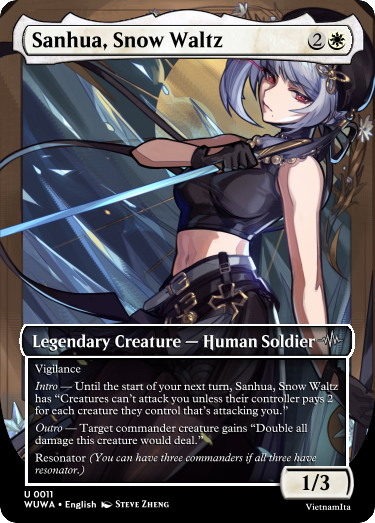 Sanhua, Snow Waltz 2
Legendary Creature — Human Soldier
Vigilance
Intro — Until the start of your next turn, Sanhua, Snow Waltz
has “Creatures can’t attack you unless their controller pays 2
for each creature they control that’s attacking you.”
Outro — Target commander creature gains “Double all
damage this creature would deal.”
Resonator (You can have three commanders if all three have
resonator.)
1/3
U 0011
WUWA • English Steve Zheng
VietnamIta